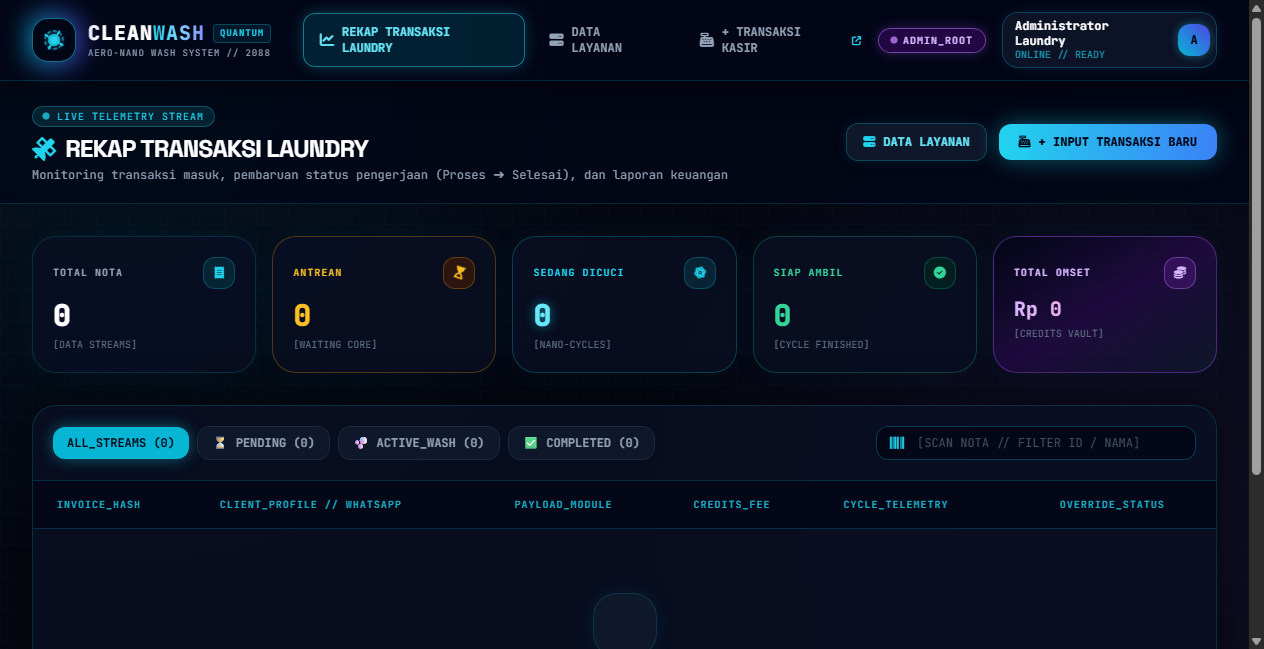 CLEANWASH QUANTUM
AERO-NANO WASH SYSTEM // 2088
REKAP TRANSAKSI
LAUNDRY
DATA
LAYANAN
+ TRANSAKSI
KASIR
ADMIN_ROOT
Administrator
Laundry
ONLINE // READY
A
LIVE TELEMETRY STREAM
REKAP TRANSAKSI LAUNDRY
Monitoring transaksi masuk, pembaruan status pengerjaan (Proses ➔ Selesai), dan laporan keuangan
DATA LAYANAN
+ INPUT TRANSAKSI BARU
TOTAL NOTA
0
[DATA STREAMS]
ANTREAN
0
[WAITING CORE]
SEDANG DICUCI
0
[NANO-CYCLES]
SIAP AMBIL
0
[CYCLE FINISHED]
TOTAL OMSET
Rp 0
[CREDITS VAULT]
ALL_STREAMS (0)
PENDING (0)
ACTIVE_WASH (0)
COMPLETED (0)
[SCAN NOTA // FILTER ID / NAMA]
INVOICE_HASH
CLIENT_PROFILE // WHATSAPP
PAYLOAD_MODULE
CREDITS_FEE
CYCLE_TELEMETRY
OVERRIDE_STATUS